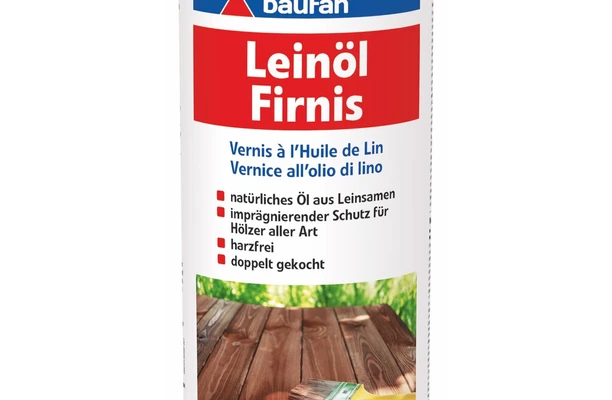 baufan
Leinöl
Firnis
Vernis à l'Huile de Lin
Vernice all'olio di lino
natürliches Öl aus Leinsamen
imprägnierender Schutz für
Hölzer aller Art
harzfrei
doppelt gekocht